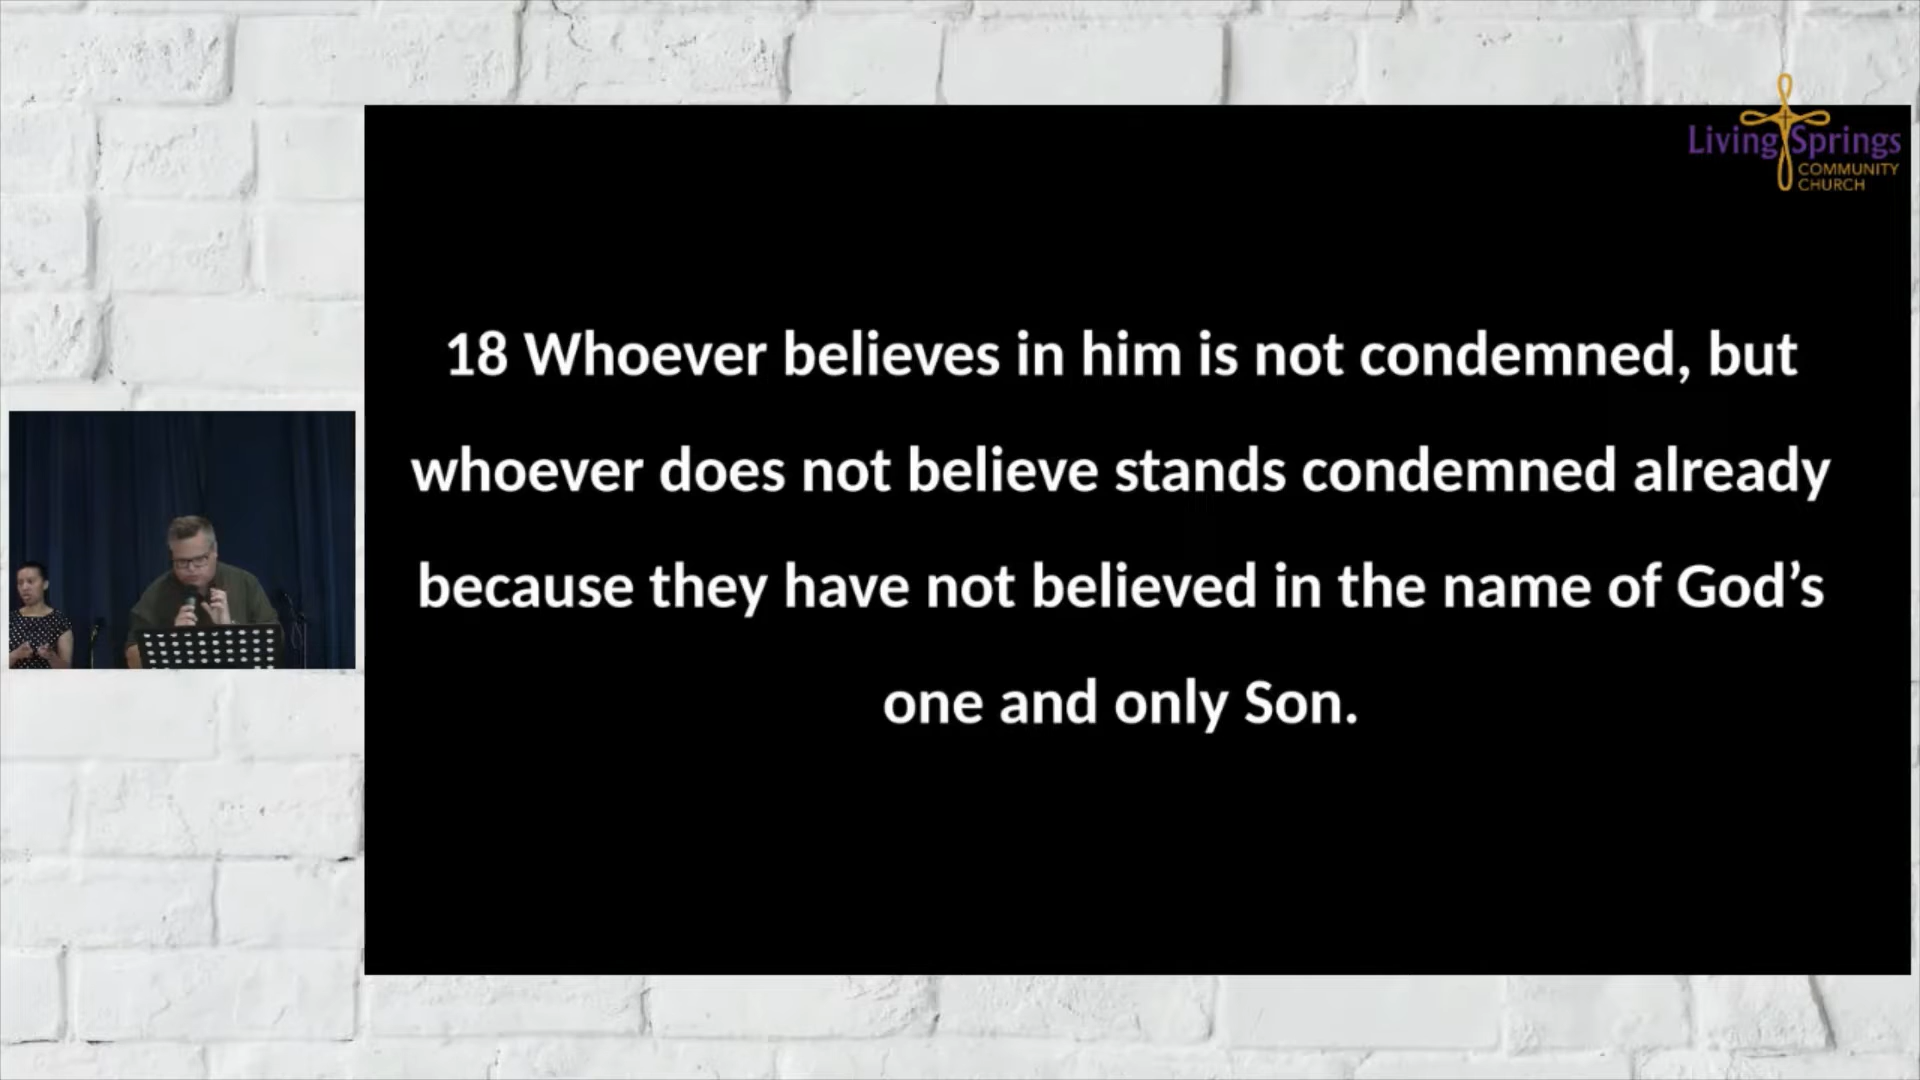 Living Springs
COMMUNITY
CHURCH
18 Whoever believes in him is not condemned, but
whoever does not believe stands condemned already
because they have not believed in the name of God’s
one and only Son.